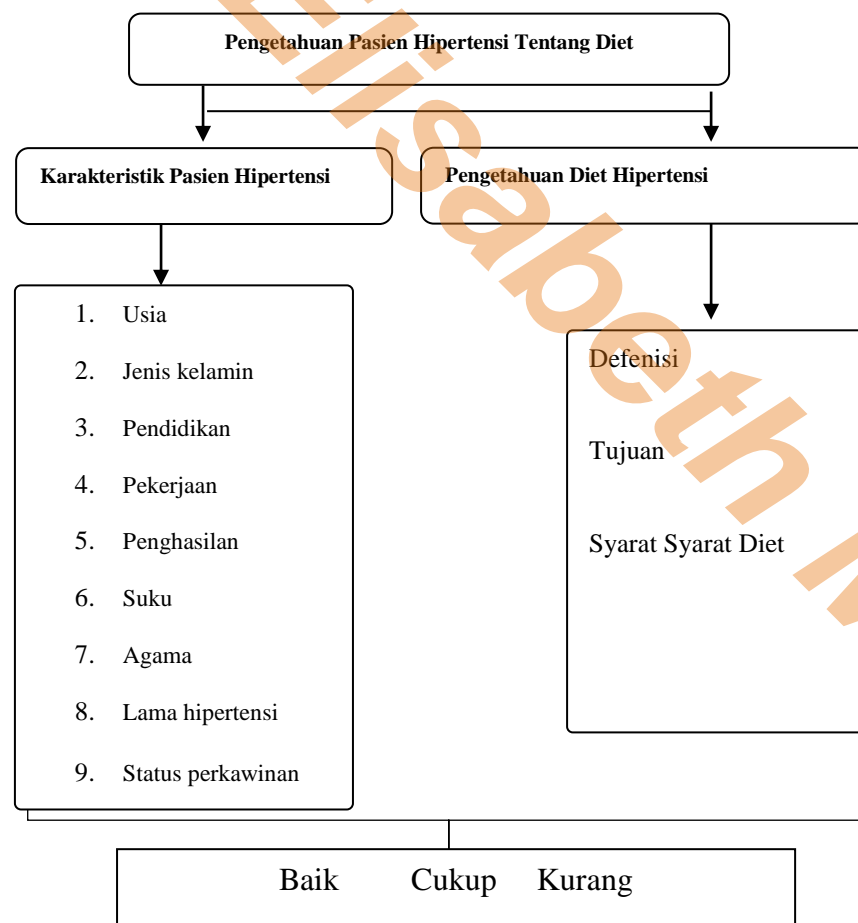 Pengetahuan Pasien Hipertensi Tentang Diet
Karakteristik Pasien Hipertensi
Pengetahuan Diet Hipertensi
1. Usia
2. Jenis kelamin
3. Pendidikan
4. Pekerjaan
5. Penghasilan
6. Suku
7. Agama
8. Lama hipertensi
9. Status perkawinan
Defenisi
Tujuan
Syarat Syarat Diet
Baik Cukup Kurang
Elisabeth